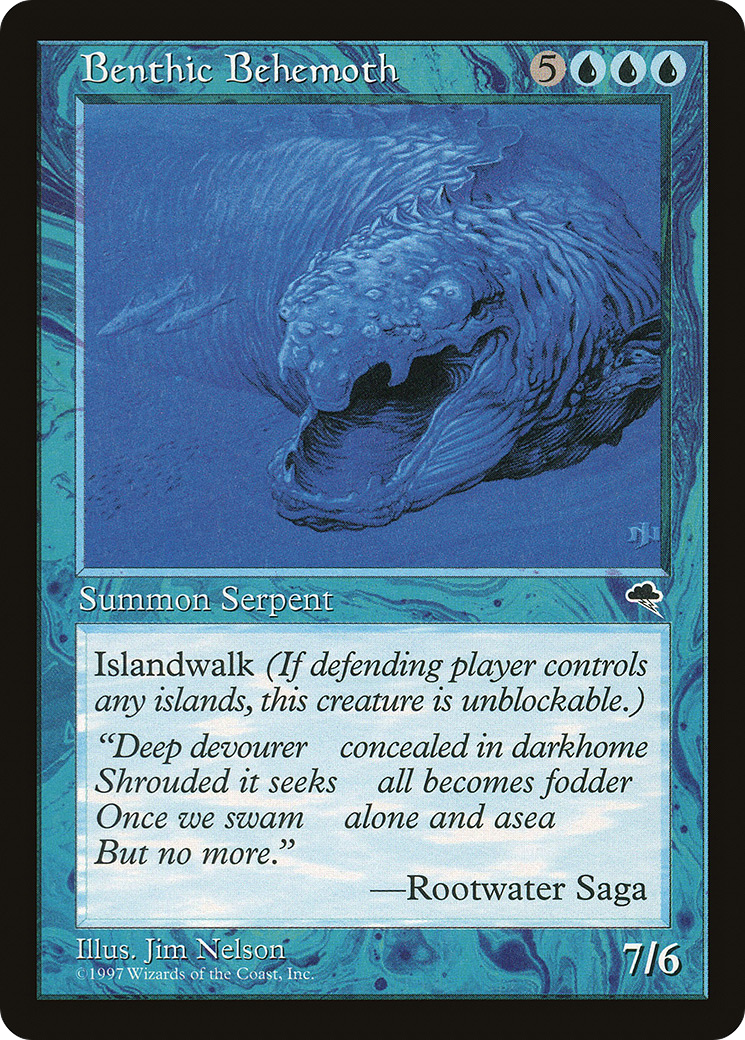 Benthic Behemoth 5
Summon Serpent
Islandwalk (If defending player controls
any islands, this creature is unblockable.)
“Deep devourer   concealed in darkhome
Shrouded it seeks   all becomes fodder
Once we swam   alone and asea
But no more.”
—Rootwater Saga
Illus. Jim Nelson
©1997 Wizards of the Coast, Inc.
7/6